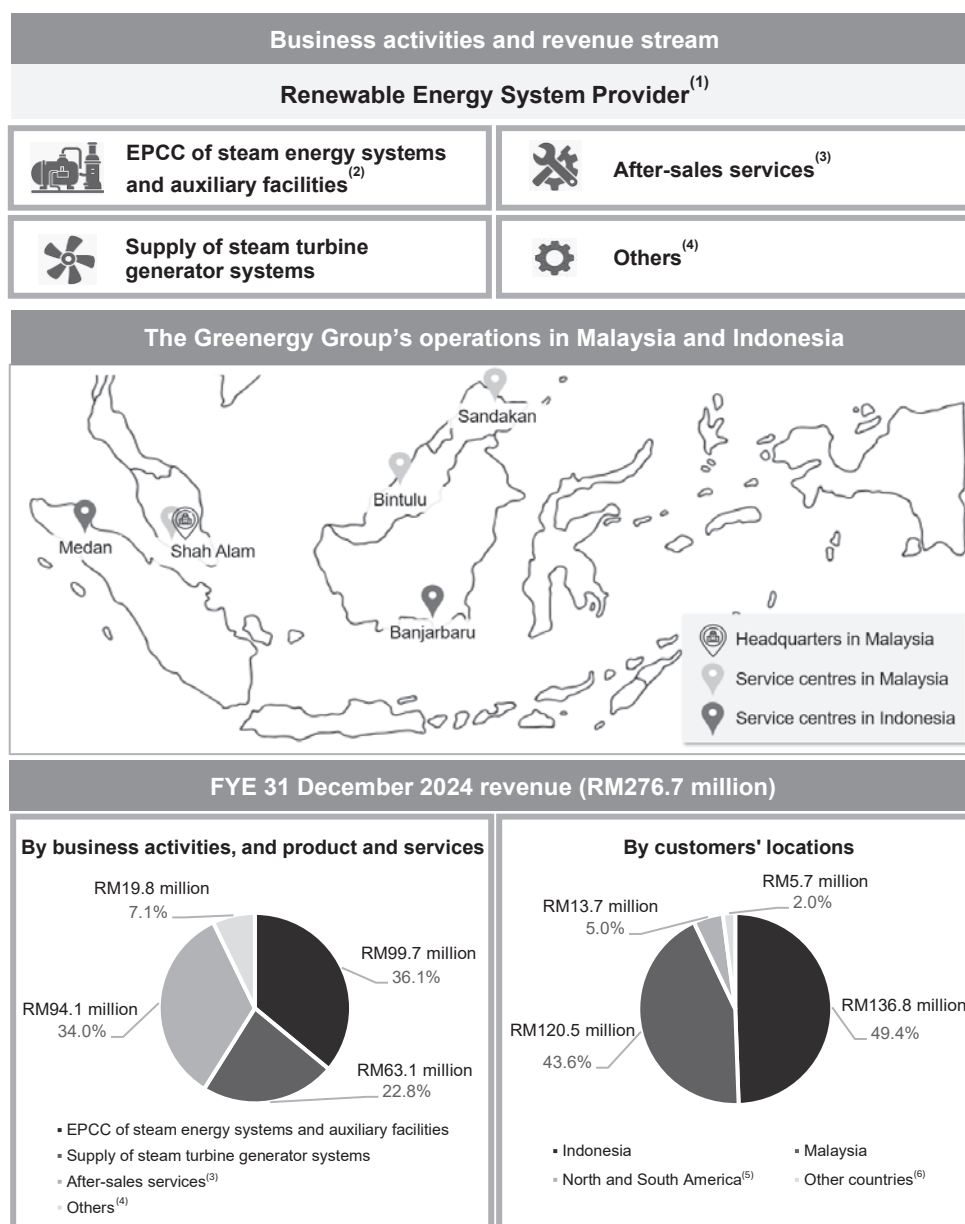 Business activities and revenue stream
Renewable Energy System Provider(1)
EPCC of steam energy systems
and auxiliary facilities(2)
After-sales services(3)
Supply of steam turbine
generator systems
Others(4)
The Greenergy Group's operations in Malaysia and Indonesia
Sandakan
Bintulu
Medan
Shah Alam
Banjarbaru
Headquarters in Malaysia
Service centres in Malaysia
Service centres in Indonesia
FYE 31 December 2024 revenue (RM276.7 million)
By business activities, and product and services
RM19.8 million
7.1%
RM99.7 million
36.1%
RM94.1 million
34.0%
RM63.1 million
22.8%
▪ EPCC of steam energy systems and auxiliary facilities
▪ Supply of steam turbine generator systems
▪ After-sales services(3)
▪ Others(4)
By customers' locations
RM5.7 million
2.0%
RM13.7 million
5.0%
RM136.8 million
49.4%
RM120.5 million
43.6%
▪ Indonesia
▪ Malaysia
▪ North and South America(5)
▪ Other countries(6)